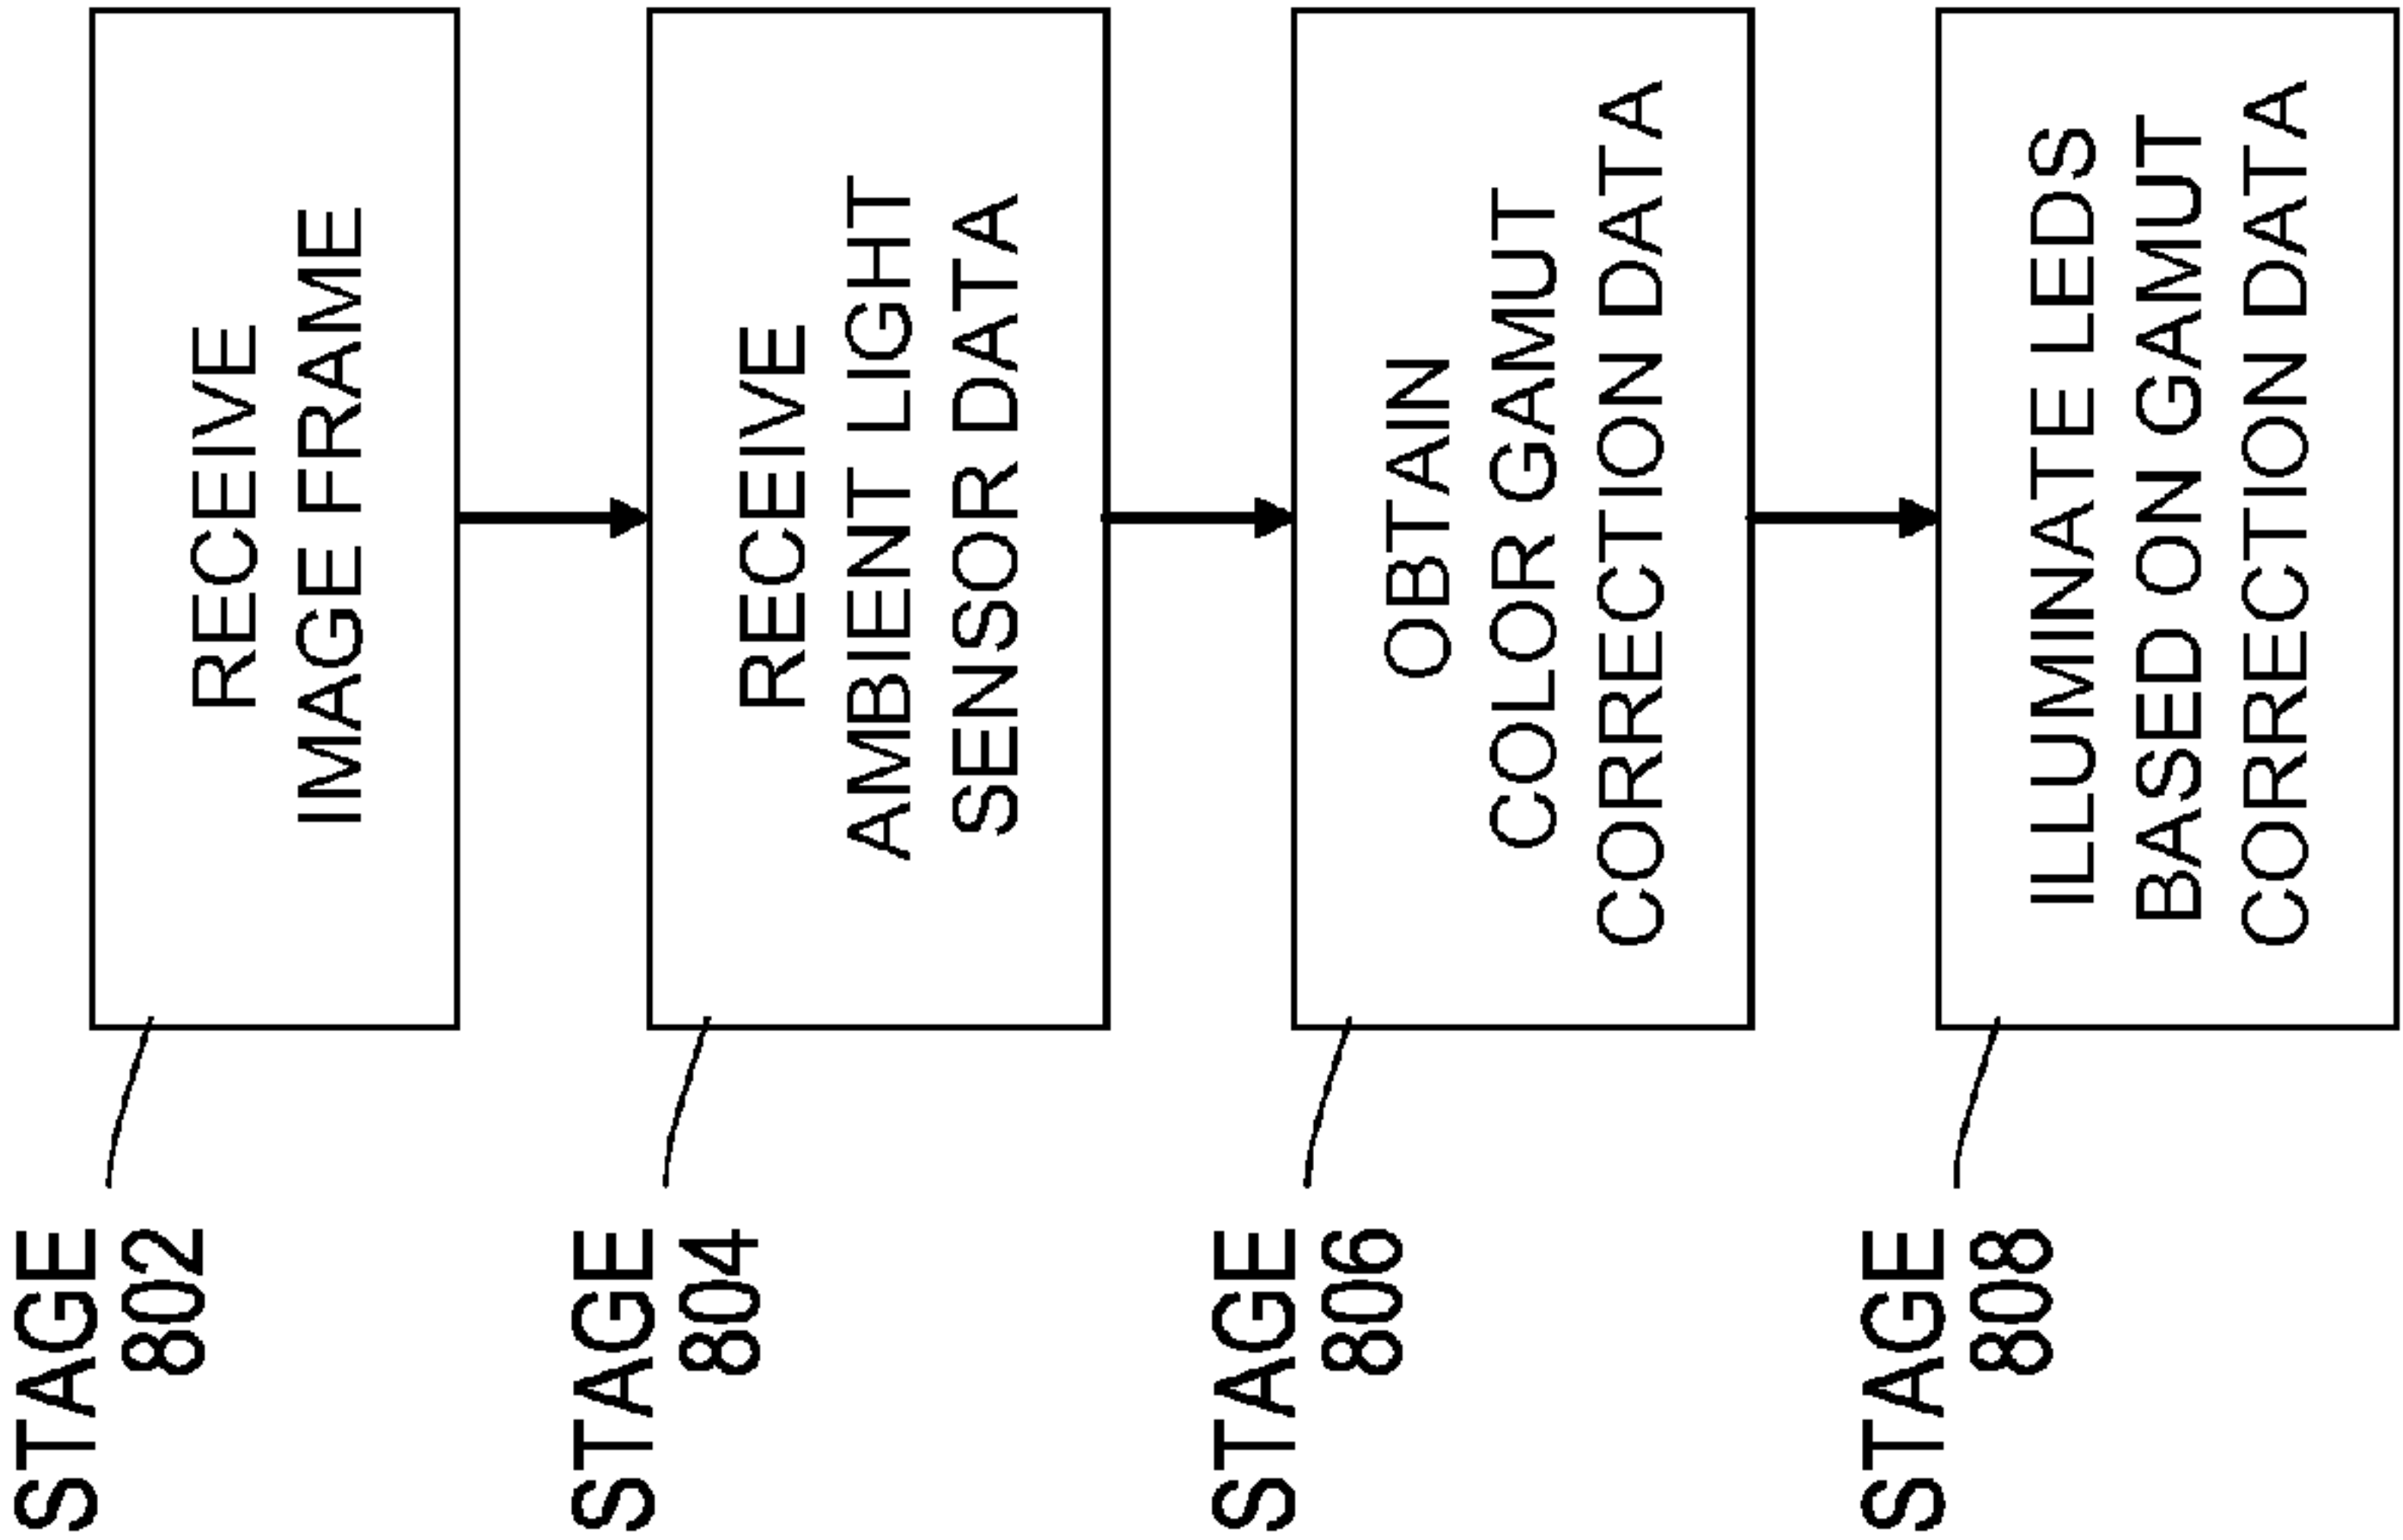 STAGE
802
RECEIVE
IMAGE FRAME
STAGE
804
RECEIVE
AMBIENT LIGHT
SENSOR DATA
STAGE
806
OBTAIN
COLOR GAMUT
CORRECTION DATA
STAGE
808
ILLUMINATE LEDS
BASED ON GAMUT
CORRECTION DATA